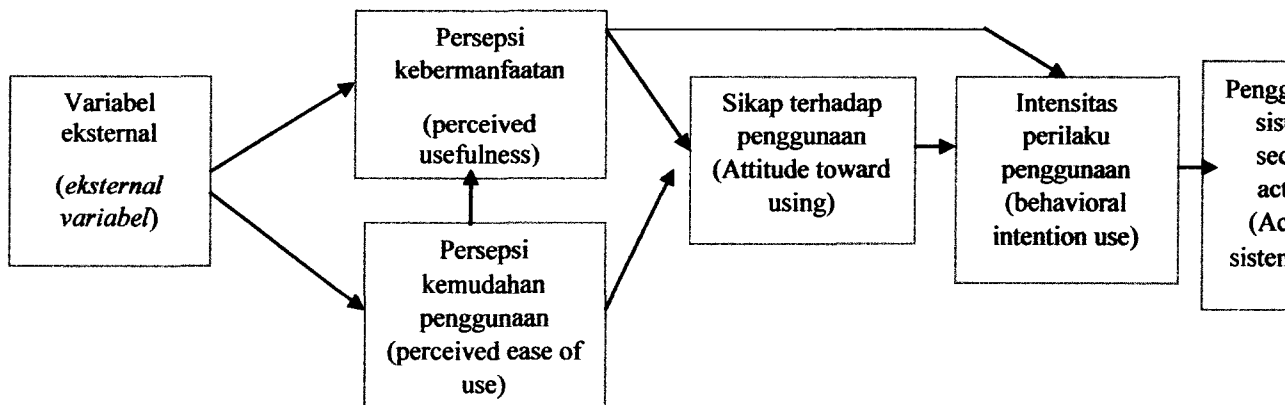 Variabel
eksternal
(eksternal
variabel)
Persepsi
kebermanfaatan
(perceived
usefulness)
Persepsi
kemudahan
penggunaan
(perceived ease of
use)
Sikap terhadap
penggunaan
(Attitude toward
using)
Intensitas
perilaku
penggunaan
(behavioral
intention use)